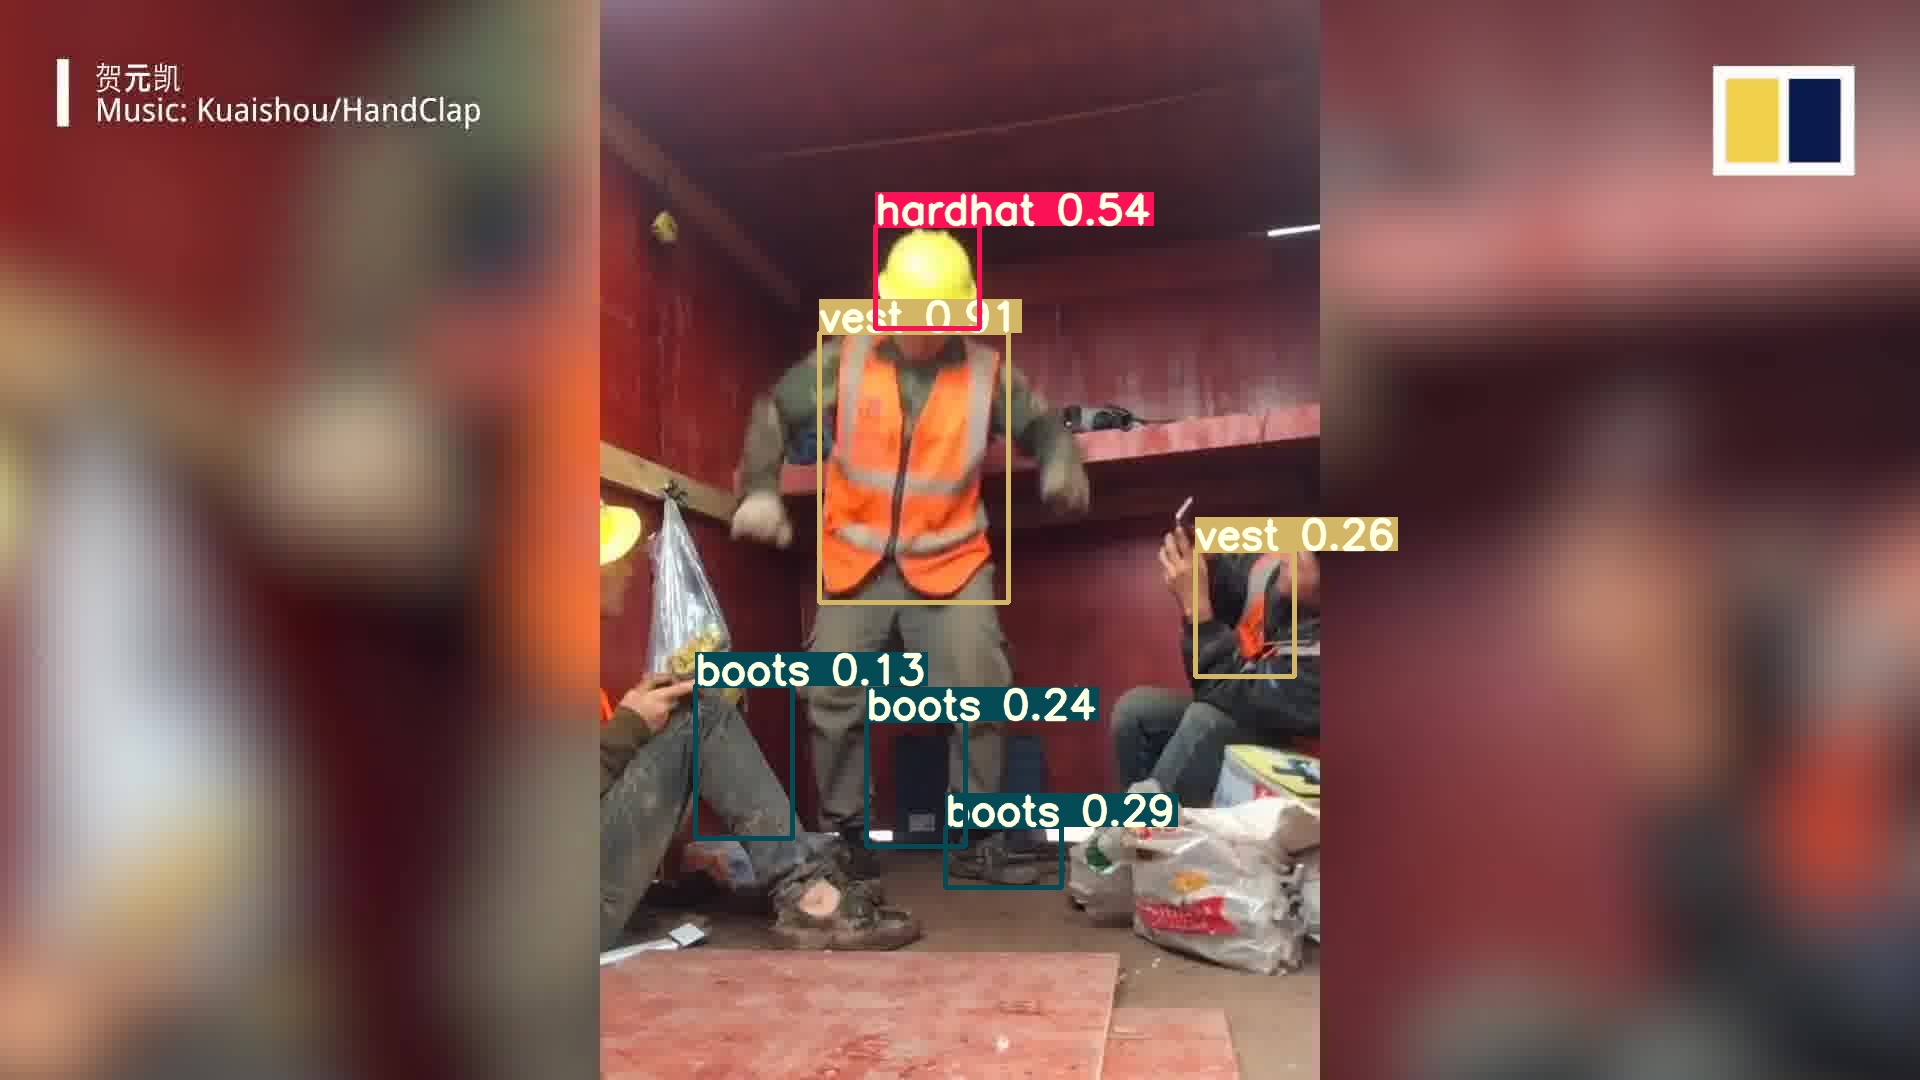 贺元凯
Music: Kuaishou/HandClap
hardhat 0.54
vest 0.91
vest 0.26
boots 0.13
boots 0.24
boots 0.29